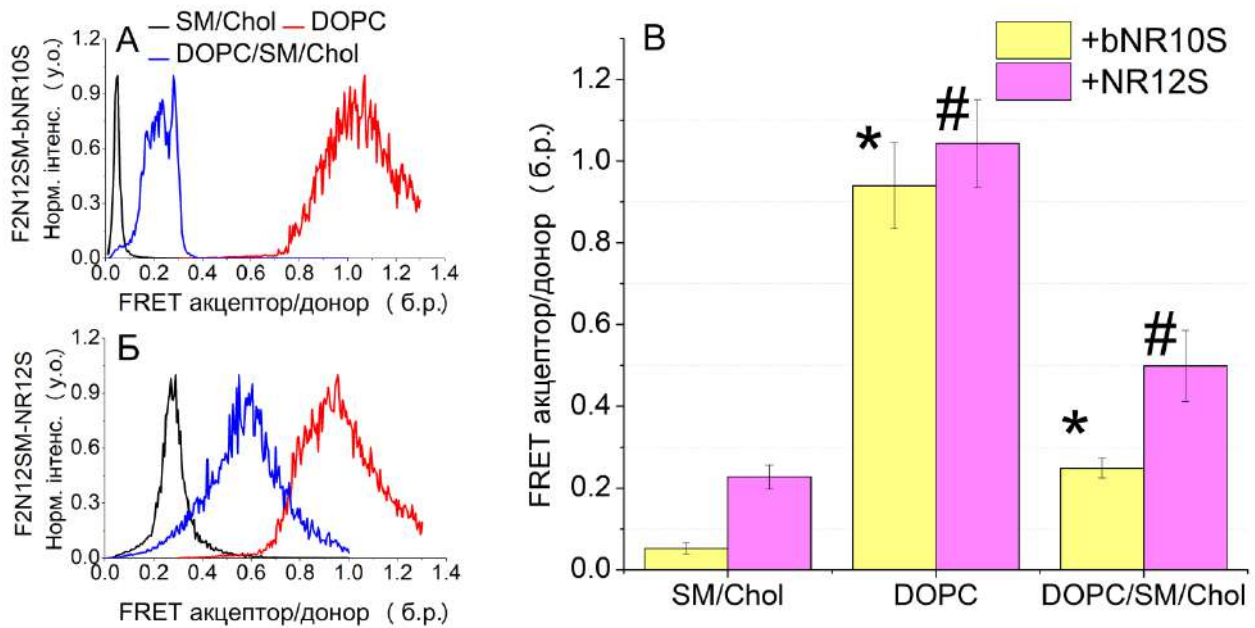 А
SM/Chol DOPC
DOPC/SM/Chol
F2N12SM-bNR10S
Норм. інтенс. (у.о.)
1.2
0.9
0.6
0.3
0.0
0.0 0.2 0.4 0.6 0.8 1.0 1.2 1.4
FRET акцептор/донор (б.р.)
Б
F2N12SM-NR12S
Норм. інтенс. (у.о.)
1.2
0.9
0.6
0.3
0.0
0.0 0.2 0.4 0.6 0.8 1.0 1.2 1.4
FRET акцептор/донор (б.р.)
В
+bNR10S
+NR12S
FRET акцептор/донор (б.р.)
1.2
1.0
0.8
0.6
0.4
0.2
0.0
* #
* #
SM/Chol DOPC DOPC/SM/Chol